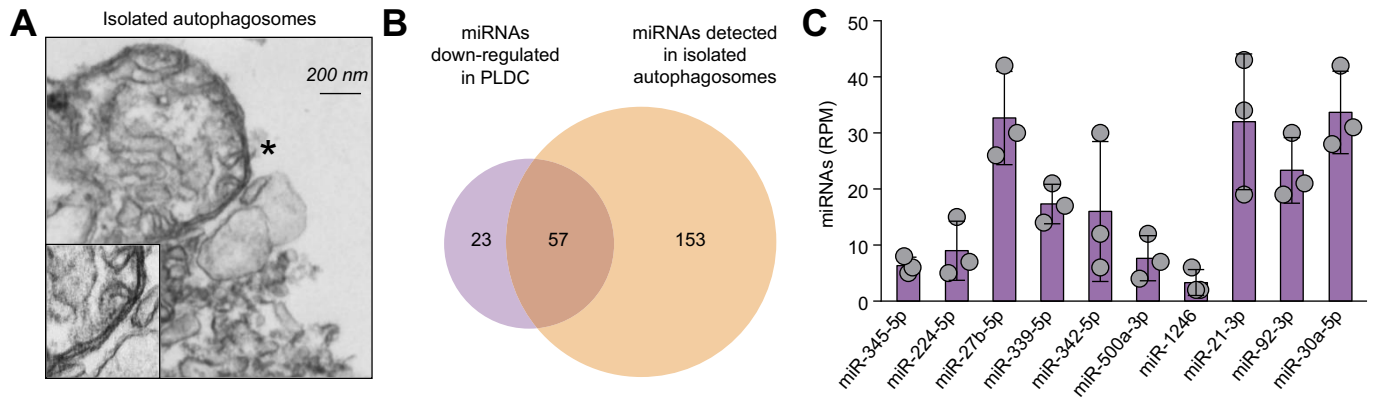 A
Isolated autophagosomes
200 nm
*
B
miRNAs
down-regulated
in PLDC
miRNAs detected
in isolated
autophagosomes
23
57
153
C
miRNAs (RPM)
50
40
30
20
10
0
miR-345-5p
miR-224-5p
miR-27b-5p
miR-339-5p
miR-342-5p
miR-500a-3p
miR-1246
miR-21-3p
miR-92-3p
miR-30a-5p